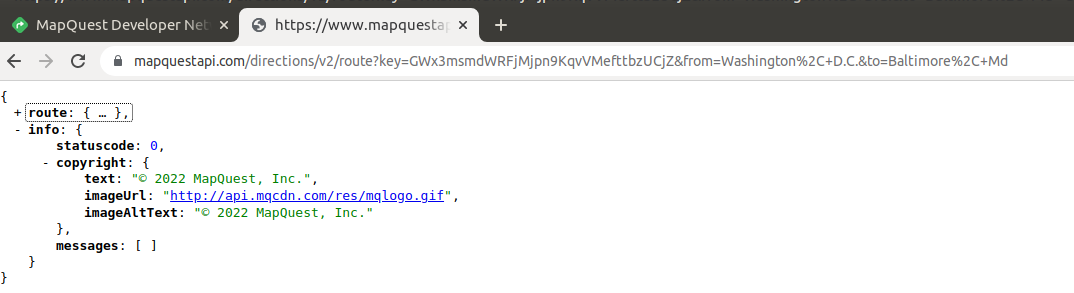 MapQuest Developer Net
https://www.mapquestap
mapquestapi.com/directions/v2/route?key=GWx3msmdWRFjMjpn9KqvVMefttbzUCjZ&from=Washington%2C+D.C.&to=Baltimore%2C+Md
{
+ route: { … },
- info: {
statuscode: 0,
- copyright: {
text: "© 2022 MapQuest, Inc.",
imageUrl: "http://api.mqcdn.com/res/mqlogo.gif",
imageAltText: "© 2022 MapQuest, Inc."
},
messages: [ ]
}
}